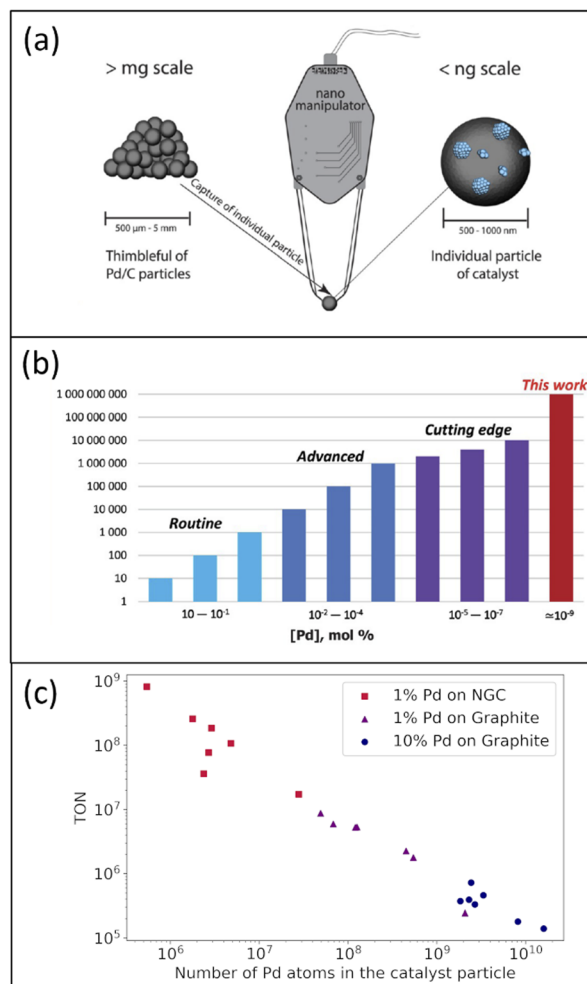 (a)
> mg scale
< ng scale
nano
manipulator
Capture of individual particle
500 µm - 5 mm
500 - 1000 nm
Thimbleful of
Pd/C particles
Individual particle
of catalyst
(b)
This work
1 000 000 000
100 000 000
10 000 000
1 000 000
100 000
10 000
1 000
100
10
1
Cutting edge
Advanced
Routine
10 — 10⁻¹
10⁻² — 10⁻⁴
10⁻⁵ — 10⁻⁷
≃10⁻⁹
[Pd], mol %
(c)
10⁹
10⁸
10⁷
10⁶
10⁵
TON
1% Pd on NGC
1% Pd on Graphite
10% Pd on Graphite
10⁶ 10⁷ 10⁸ 10⁹ 10¹⁰
Number of Pd atoms in the catalyst particle